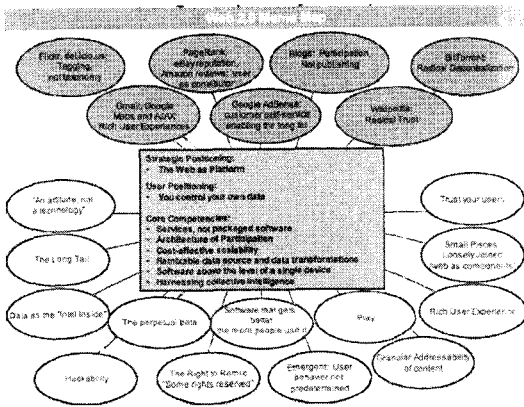 Web 2.0 Meme Map
Flickr, del.icio.us:
Tagging
not taxonomy
PageRank,
eBay reputation,
Amazon reviews: user
as contributor
Blogs: Participation,
Not publishing
BitTorrent:
Radical Decentralization
Gmail, Google
Maps and AJAX:
Rich User Experiences
Google AdSense:
customer self-service
enabling the long tail
Wikipedia:
Radical Trust
Strategic Positioning:
• The Web as Platform
User Positioning:
• You control your own data
Core Competencies:
• Services, not packaged software
• Architecture of Participation
• Cost-effective scalability
• Remixable data source and data transformations
• Software above the level of a single device
• Harnessing collective intelligence
"An attitude, not
a technology"
Trust your users
The Long Tail
Small Pieces
Loosely Joined
(web as components)
Data as the "Intel Inside"
The perpetual beta
Software that gets
better
the more people use it
Play
Rich User Experience
Hackability
The Right to Remix
"Some rights reserved"
Emergent: User
behavior not
predetermined
Granular Addressability
of content